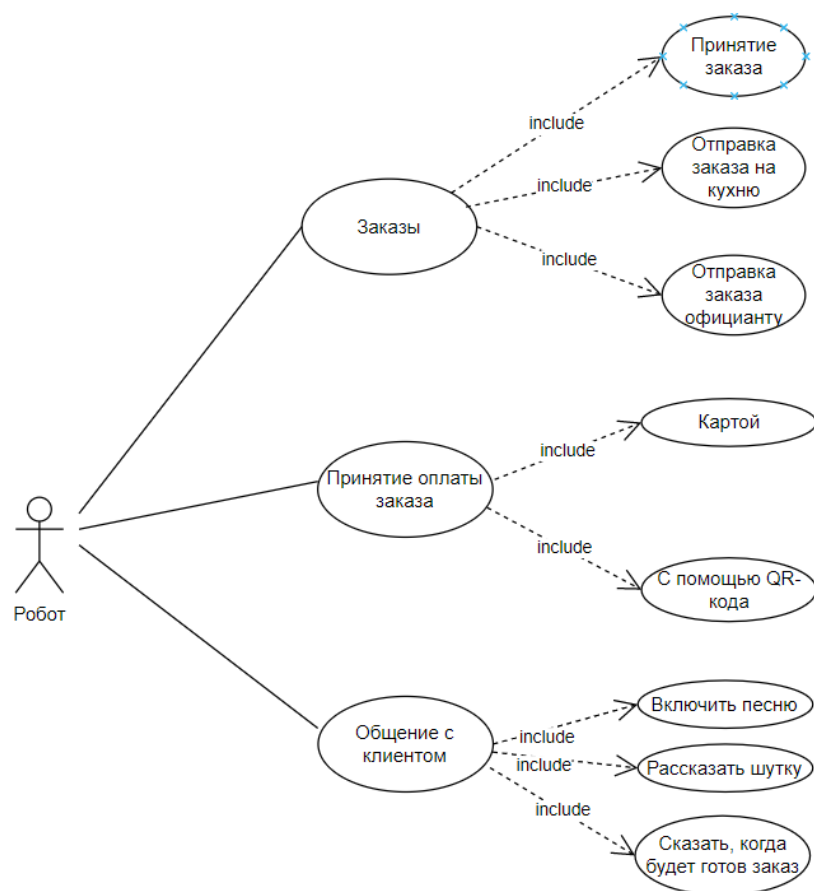 Принятие
заказа
include
Отправка
заказа на
кухню
include
Заказы
include
Отправка
заказа
официанту
Картой
include
Принятие оплаты
заказа
include
С помощью QR-
кода
Робот
Включить песню
Общение с
клиентом
include
include
Рассказать шутку
include
Сказать, когда
будет готов заказ